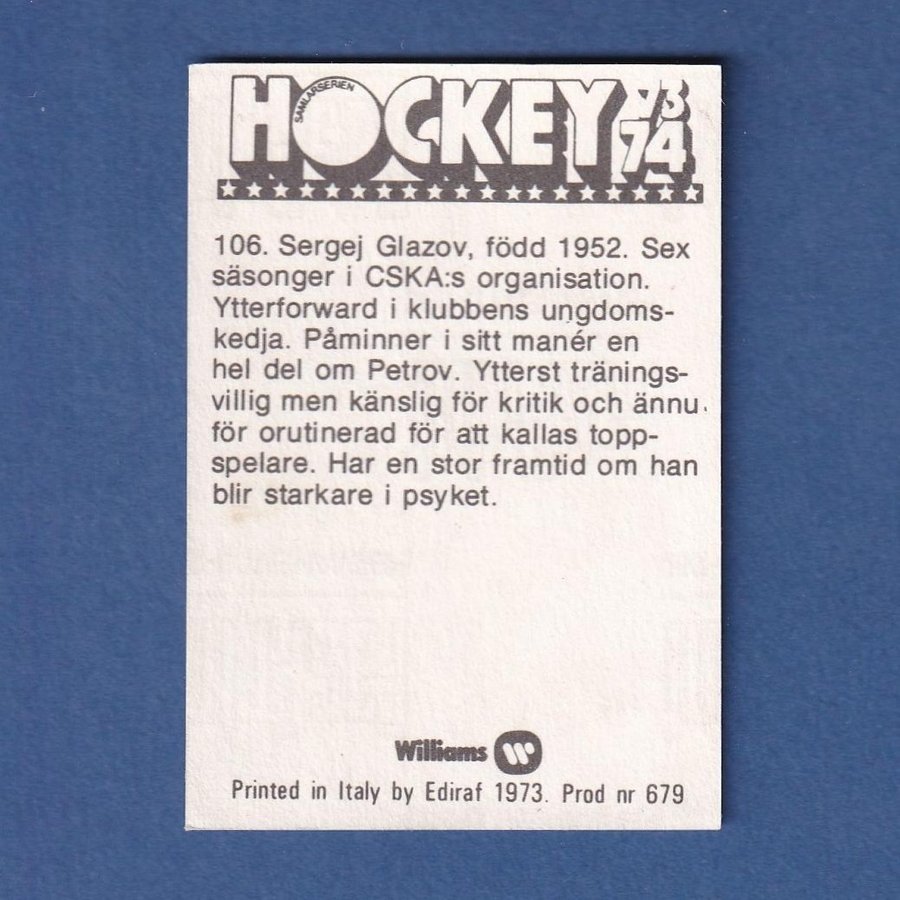 HOCKEY 73
SAMLARSERIEN
74
106. Sergej Glazov, född 1952. Sex
säsonger i CSKA:s organisation.
Ytterforward i klubbens ungdoms-
kedja. Påminner i sitt manér en
hel del om Petrov. Ytterst tränings-
villig men känslig för kritik och ännu
för orutinerad för att kallas topp-
spelare. Har en stor framtid om han
blir starkare i psyket.
Williams W
Printed in Italy by Ediraf 1973. Prod nr 679